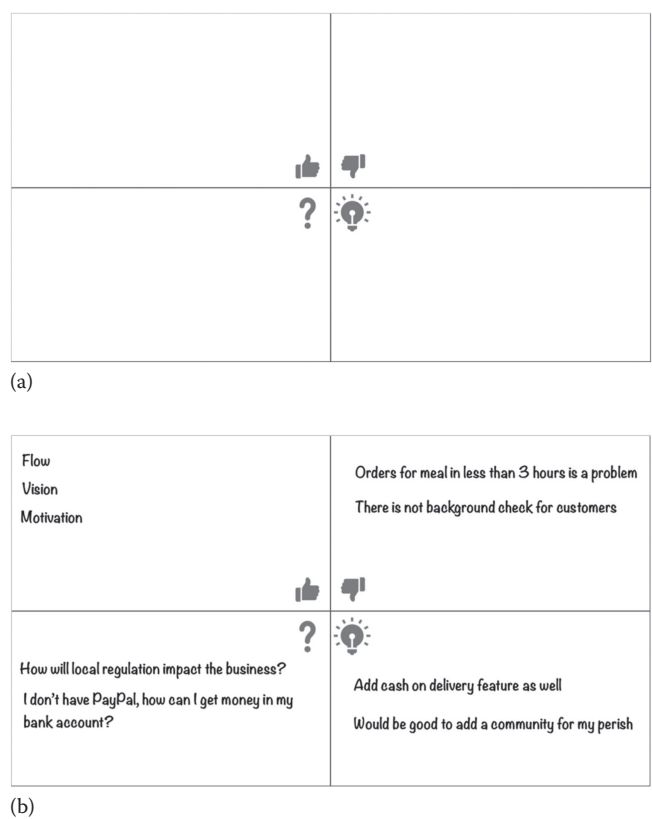 (a)
Flow
Vision
Motivation
Orders for meal in less than 3 hours is a problem
There is not background check for customers
?
How will local regulation impact the business?
I don't have PayPal, how can I get money in my
bank account?
Add cash on delivery feature as well
Would be good to add a community for my perish
(b)